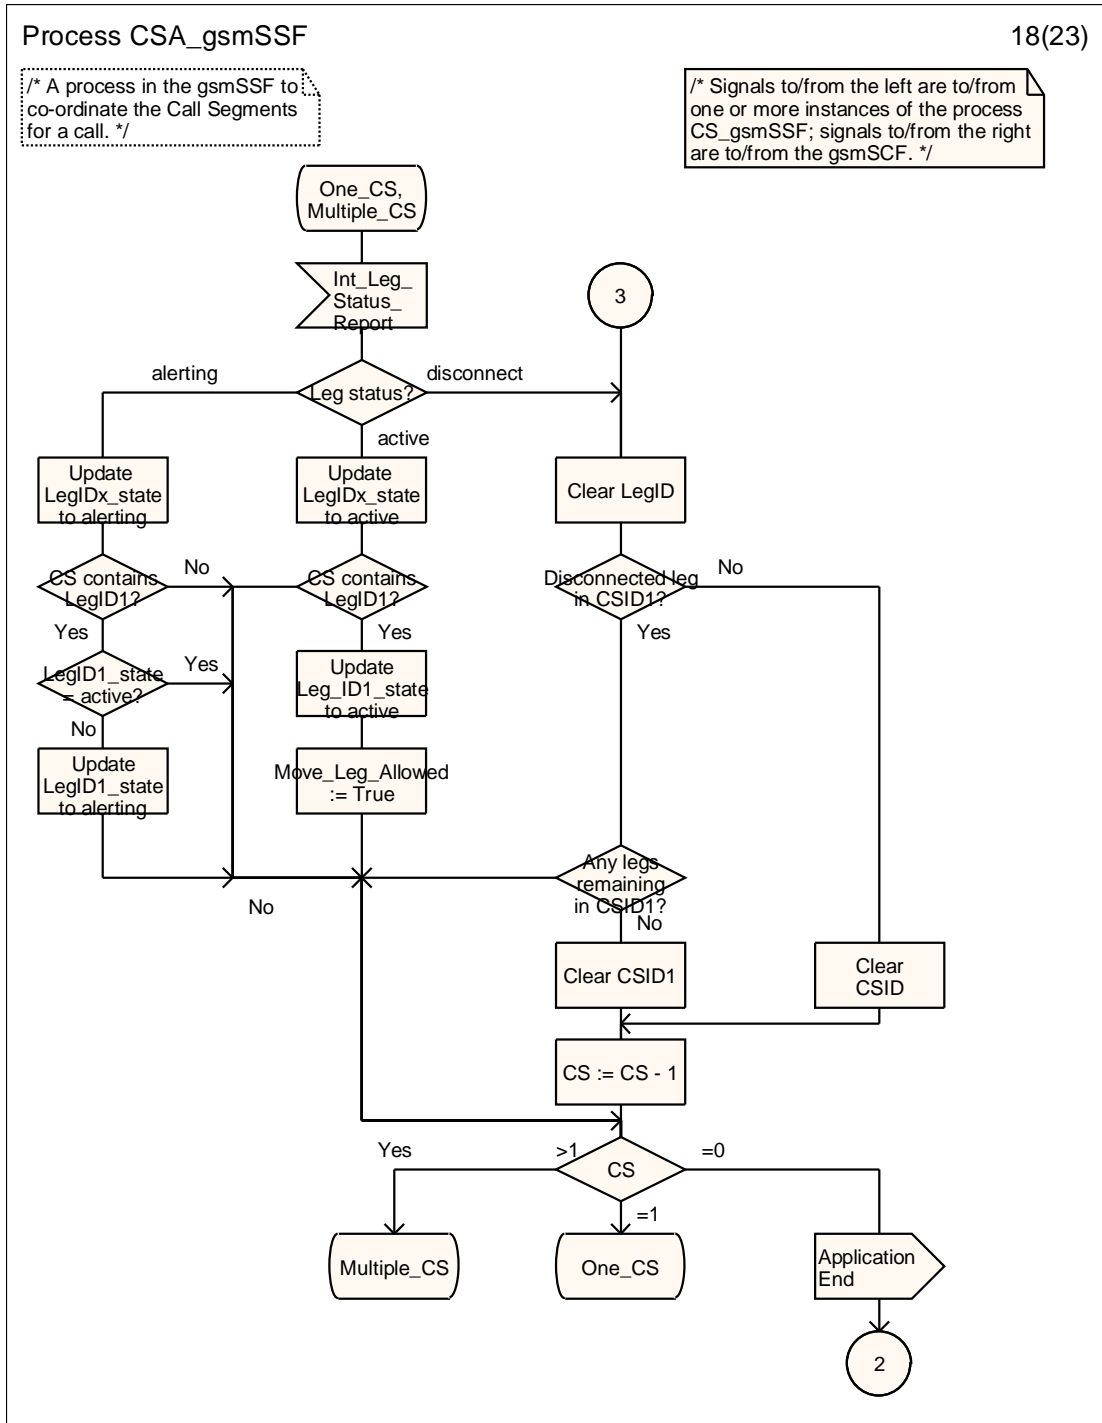 Process CSA_gsmSSF
18(23)
/* A process in the gsmSSF to
co-ordinate the Call Segments
for a call. */
/* Signals to/from the left are to/from
one or more instances of the process
CS_gsmSSF; signals to/from the right
are to/from the gsmSCF. */
One_CS,
Multiple_CS
Int_Leg_
Status_
Report
3
alerting
Leg status?
disconnect
active
Update
LegIDx_state
to alerting
Update
LegIDx_state
to active
Clear LegID
CS contains
LegID1?
No
CS contains
LegID1?
Disconnected leg
in CSID1?
No
Yes
Yes
Yes
LegID1_state
= active?
Yes
Update
Leg_ID1_state
to active
No
Update
LegID1_state
to alerting
Move_Leg_Allowed
:= True
Any legs
remaining
in CSID1?
No
No
Clear CSID1
Clear
CSID
CS := CS - 1
Yes
>1
CS
=0
=1
Multiple_CS
One_CS
Application
End
2